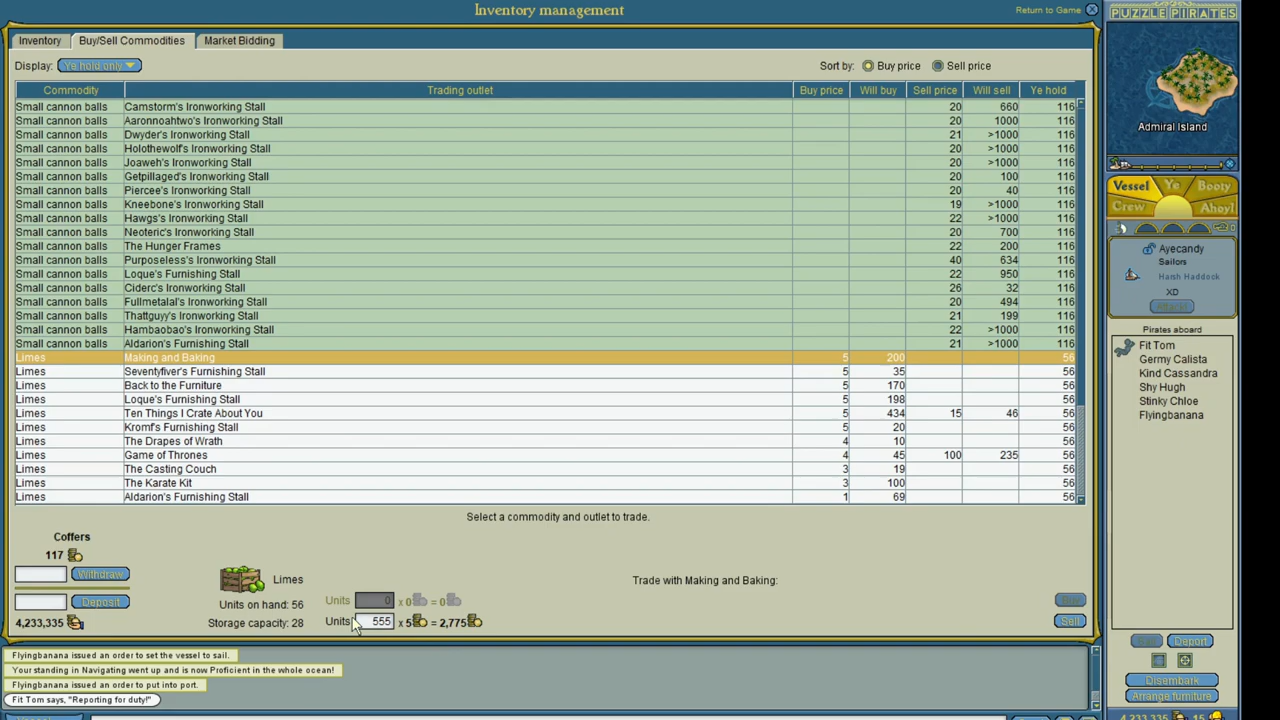 Inventory management
Return to Game
PUZZLE PIRATES
Inventory Buy/Sell Commodities Market Bidding
Display: Ye hold only Sort by: Buy price Sell price
Commodity Trading outlet Buy price Will buy Sell price Will sell Ye hold
Small cannon balls Camstorm's Ironworking Stall 20 660 116
Small cannon balls Aaronnoahtwo's Ironworking Stall 20 1000 116
Small cannon balls Dwyder's Ironworking Stall 21 >1000 116
Small cannon balls Holothewolf's Ironworking Stall 20 >1000 116
Small cannon balls Joaweh's Ironworking Stall 20 >1000 116
Small cannon balls Getpillaged's Ironworking Stall 20 100 116
Small cannon balls Piercee's Ironworking Stall 20 40 116
Small cannon balls Kneebone's Ironworking Stall 19 >1000 116
Small cannon balls Hawgs's Ironworking Stall 22 >1000 116
Small cannon balls Neoteric's Ironworking Stall 20 700 116
Small cannon balls The Hunger Frames 22 200 116
Small cannon balls Purposeless's Ironworking Stall 40 634 116
Small cannon balls Loque's Furnishing Stall 22 950 116
Small cannon balls Ciderc's Ironworking Stall 26 32 116
Small cannon balls Fullmetalal's Ironworking Stall 20 494 116
Small cannon balls Thattguyy's Ironworking Stall 21 199 116
Small cannon balls Hambaobao's Ironworking Stall 22 >1000 116
Small cannon balls Aldarion's Furnishing Stall 21 >1000 116
Limes Making and Baking 5 200 56
Limes Seventyfiver's Furnishing Stall 5 35 56
Limes Back to the Furniture 5 170 56
Limes Loque's Furnishing Stall 5 198 56
Limes Ten Things I Crate About You 5 434 15 46 56
Limes Kromf's Furnishing Stall 5 20 56
Limes The Drapes of Wrath 4 10 56
Limes Game of Thrones 4 45 100 235 56
Limes The Casting Couch 3 19 56
Limes The Karate Kit 3 100 56
Limes Aldarion's Furnishing Stall 1 69 56
Select a commodity and outlet to trade.
Coffers
117
Withdraw
Deposit
4,233,335
Limes
Units on hand: 56
Storage capacity: 28
Units 0 x 0 = 0
Units 555 x 5 = 2,775
Trade with Making and Baking:
Buy
Sell
Flyingbanana issued an order to set the vessel to sail.
Your standing in Navigating went up and is now Proficient in the whole ocean!
Flyingbanana issued an order to put into port.
Fit Tom says, "Reporting for duty!"
Admiral Island
Vessel Ye Booty
Crew Ahoy!
0
Ayecandy
Sailors
Harsh Haddock
XD
Pirates aboard
Fit Tom
Germy Calista
Kind Cassandra
Shy Hugh
Stinky Chloe
Flyingbanana
Deport
Disembark
Arrange furniture
4,233,335 15